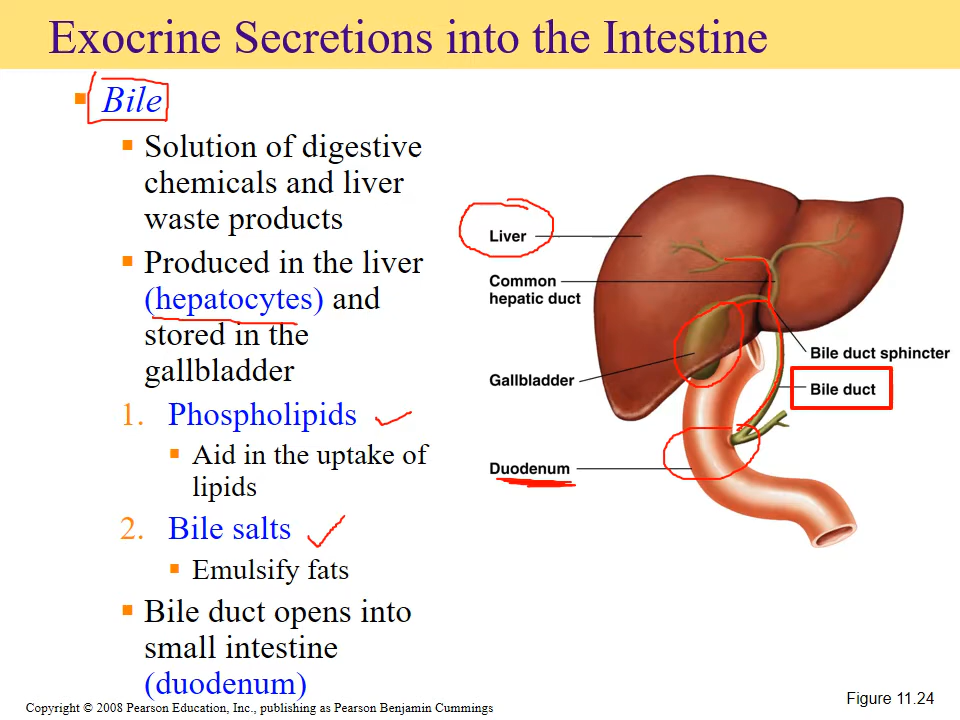 Exocrine Secretions into the Intestine
Bile
Solution of digestive
chemicals and liver
waste products
Produced in the liver
(hepatocytes) and
stored in the
gallbladder
1. Phospholipids
Aid in the uptake of
lipids
2. Bile salts
Emulsify fats
Bile duct opens into
small intestine
(duodenum)
Liver
Common
hepatic duct
Gallbladder
Duodenum
Bile duct sphincter
Bile duct
Figure 11.24
Copyright © 2008 Pearson Education, Inc., publishing as Pearson Benjamin Cummings